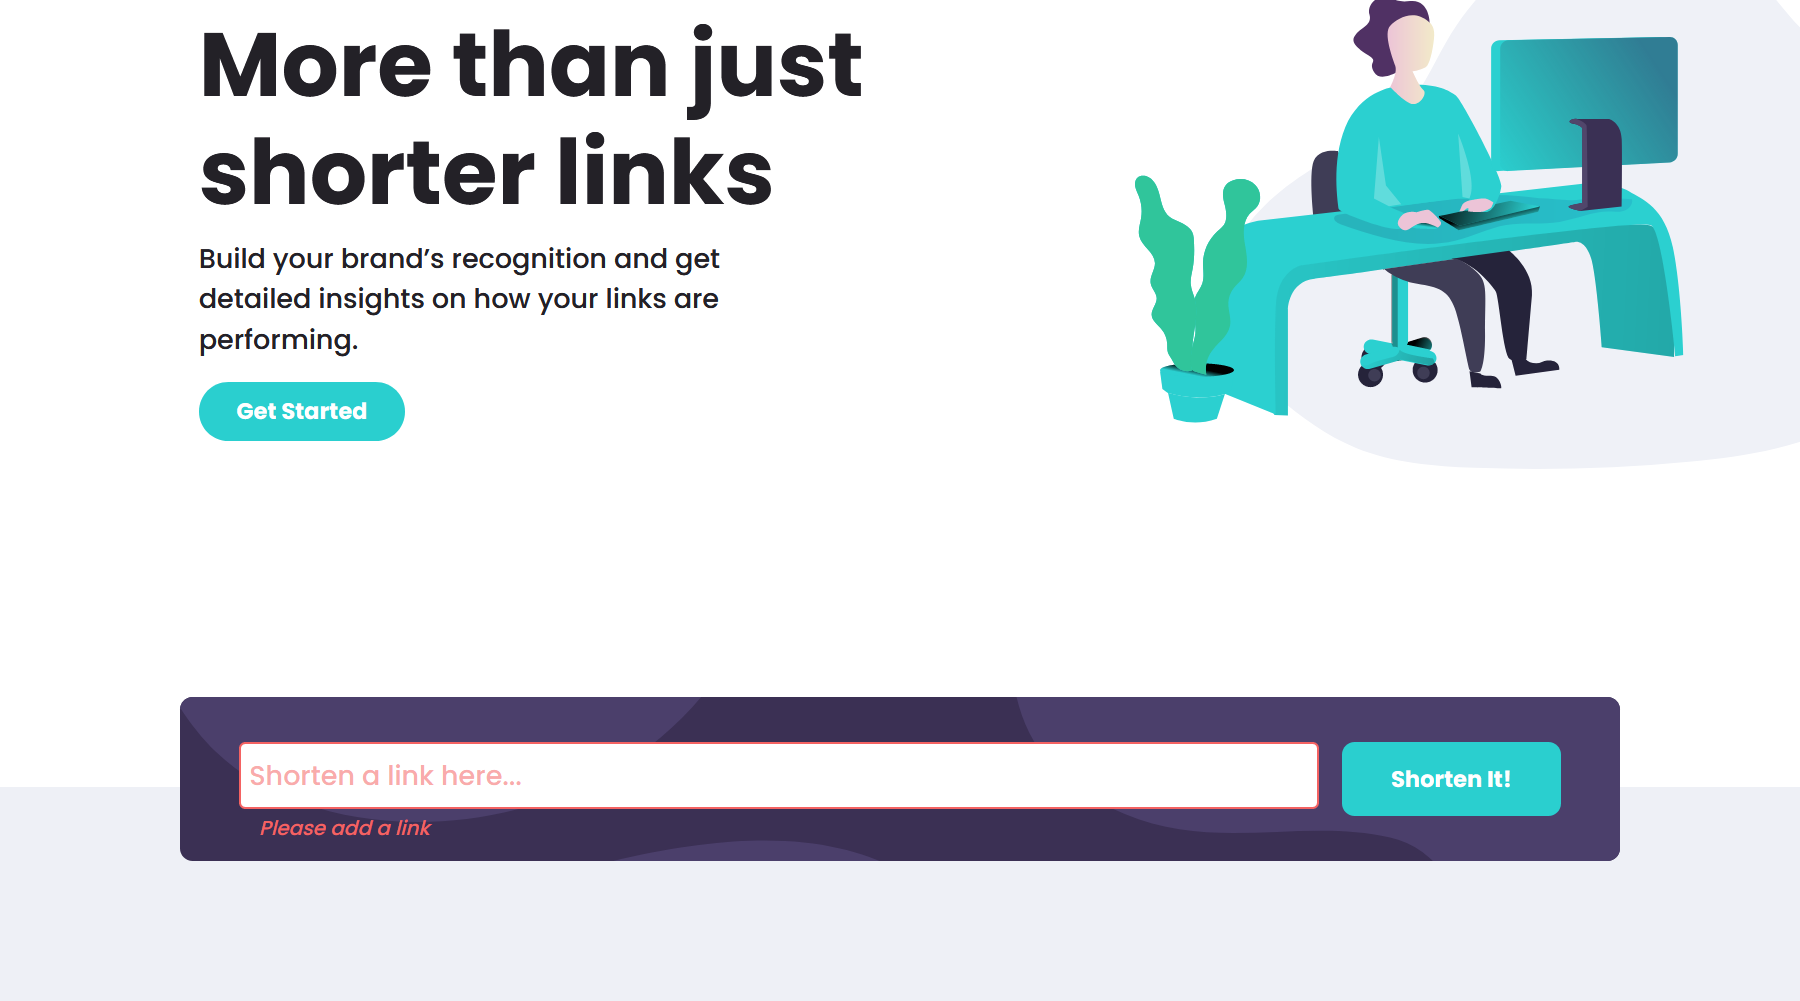 More than just
shorter links
Build your brand’s recognition and get
detailed insights on how your links are
performing.
Get Started
Shorten a link here...
Shorten It!
Please add a link